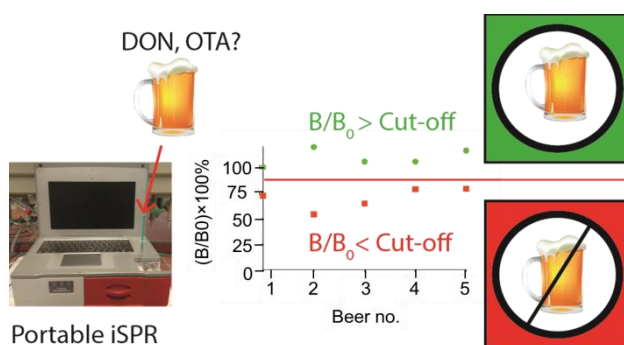 DON, OTA?
B/B₀ > Cut-off
(B/B0)×100%
100
75
B/B₀ < Cut-off
50
25
0
1 2 3 4 5
Beer no.
Portable iSPR